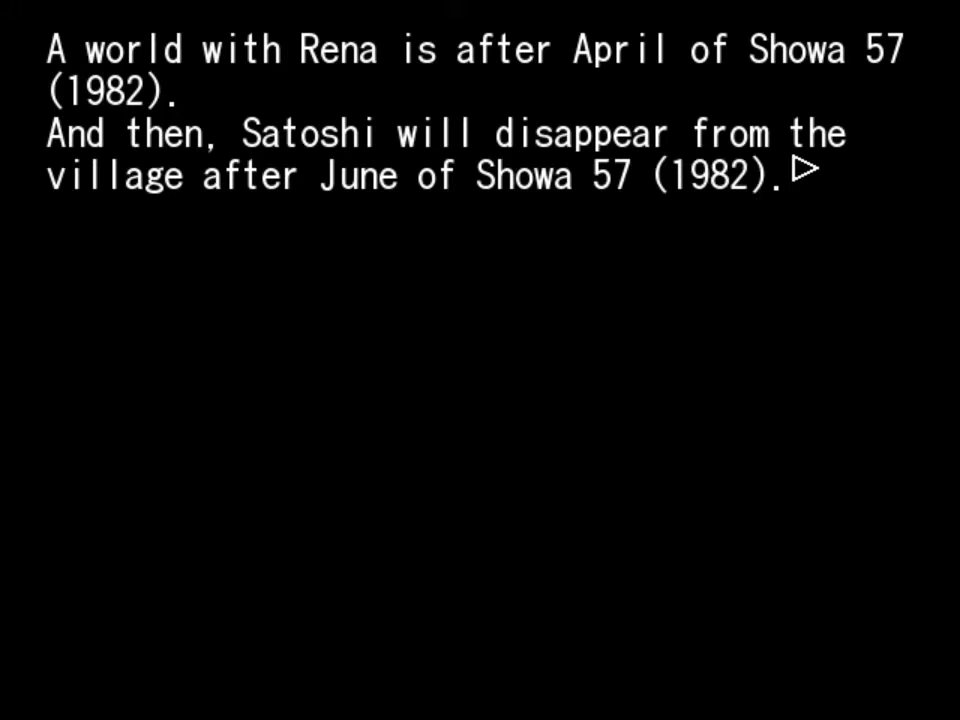 A world with Rena is after April of Showa 57
(1982).
And then, Satoshi will disappear from the
village after June of Showa 57 (1982).